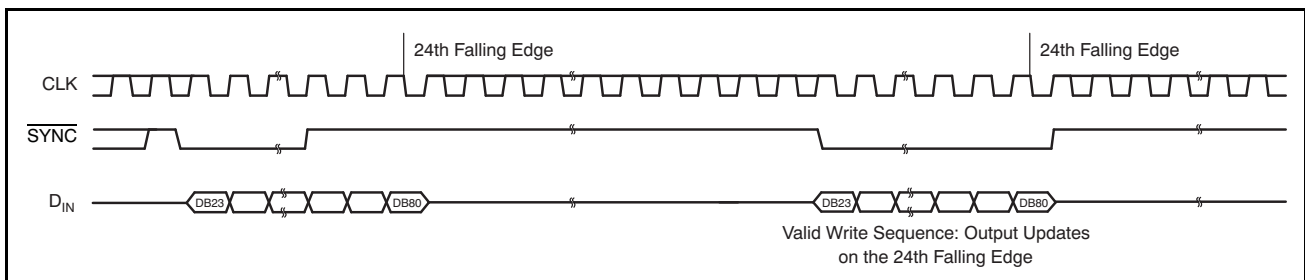 24th Falling Edge
24th Falling Edge
CLK
SYNC
DIN
DB23
DB80
DB23
DB80
Valid Write Sequence: Output Updates
on the 24th Falling Edge